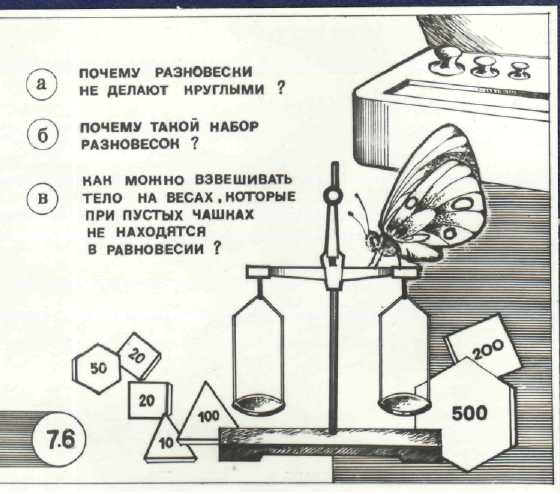 а ПОЧЕМУ РАЗНОВЕСКИ
НЕ ДЕЛАЮТ КРУГЛЫМИ ?
б ПОЧЕМУ ТАКОЙ НАБОР
РАЗНОВЕСОК ?
в КАК МОЖНО ВЗВЕШИВАТЬ
ТЕЛО НА ВЕСАХ, КОТОРЫЕ
ПРИ ПУСТЫХ ЧАШКАХ
НЕ НАХОДЯТСЯ
В РАВНОВЕСИИ ?
50
20
20
10
100
200
500
7.6